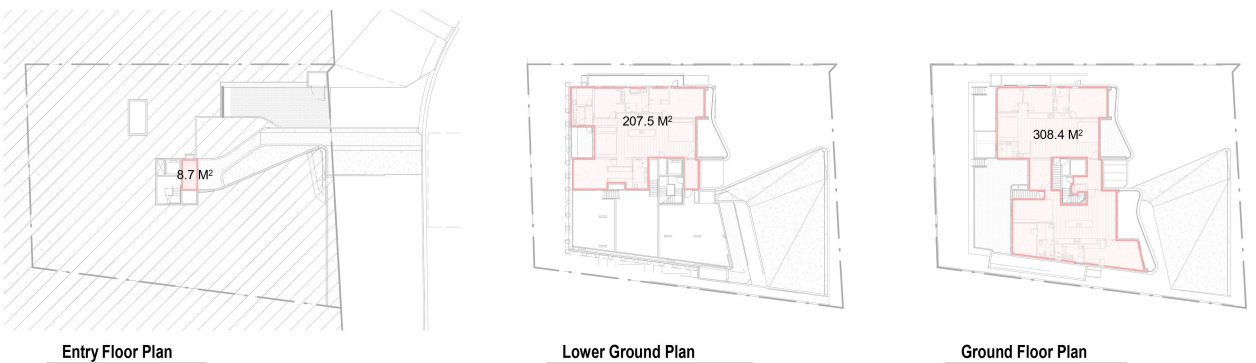 8.7 M²
Entry Floor Plan
207.5 M²
Lower Ground Plan
308.4 M²
Ground Floor Plan